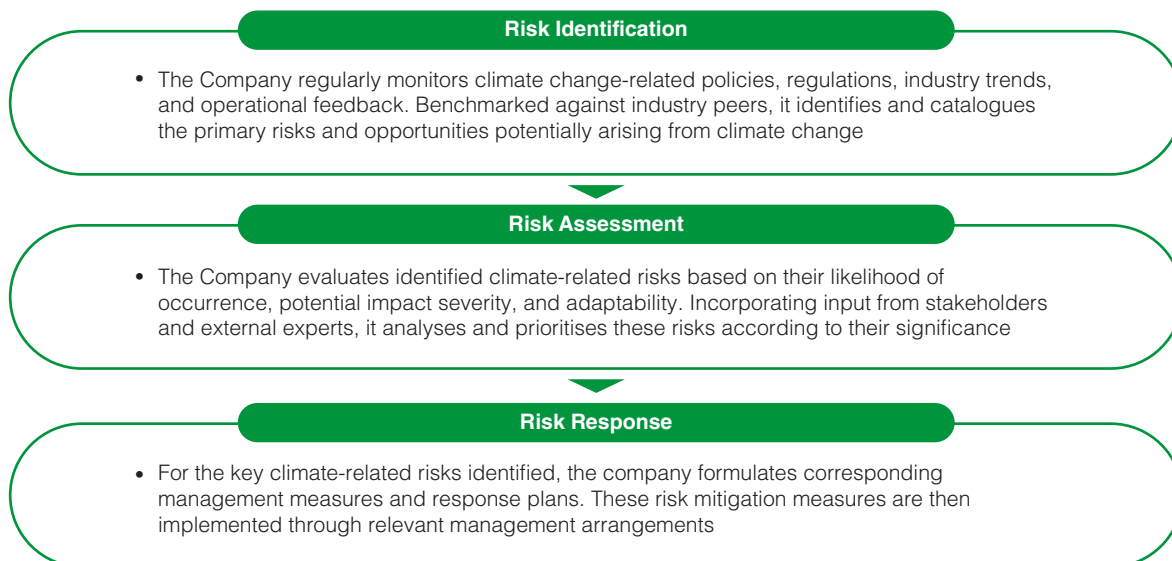 Risk Identification
• The Company regularly monitors climate change-related policies, regulations, industry trends,
and operational feedback. Benchmarked against industry peers, it identifies and catalogues
the primary risks and opportunities potentially arising from climate change
Risk Assessment
• The Company evaluates identified climate-related risks based on their likelihood of
occurrence, potential impact severity, and adaptability. Incorporating input from stakeholders
and external experts, it analyses and prioritises these risks according to their significance
Risk Response
• For the key climate-related risks identified, the company formulates corresponding
management measures and response plans. These risk mitigation measures are then
implemented through relevant management arrangements